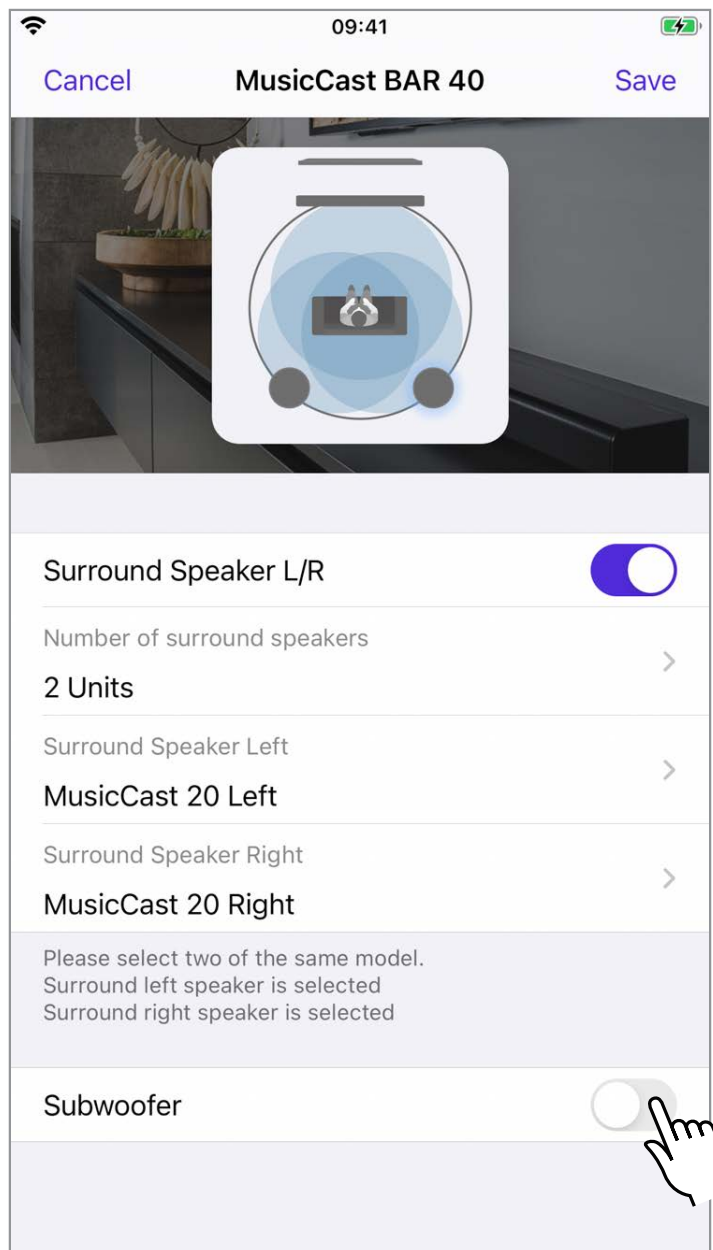 09:41
Cancel MusicCast BAR 40 Save
Surround Speaker L/R
Number of surround speakers
2 Units
Surround Speaker Left
MusicCast 20 Left
Surround Speaker Right
MusicCast 20 Right
Please select two of the same model.
Surround left speaker is selected
Surround right speaker is selected
Subwoofer